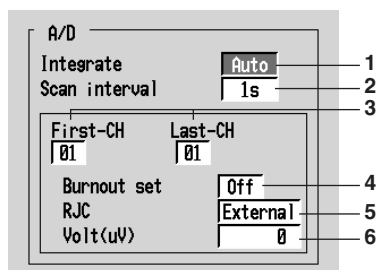 A/D
Integrate Auto 1
Scan interval 1s 2
3
First-CH Last-CH
01 01
Burnout set Off 4
RJC External 5
Volt(uV) 0 6